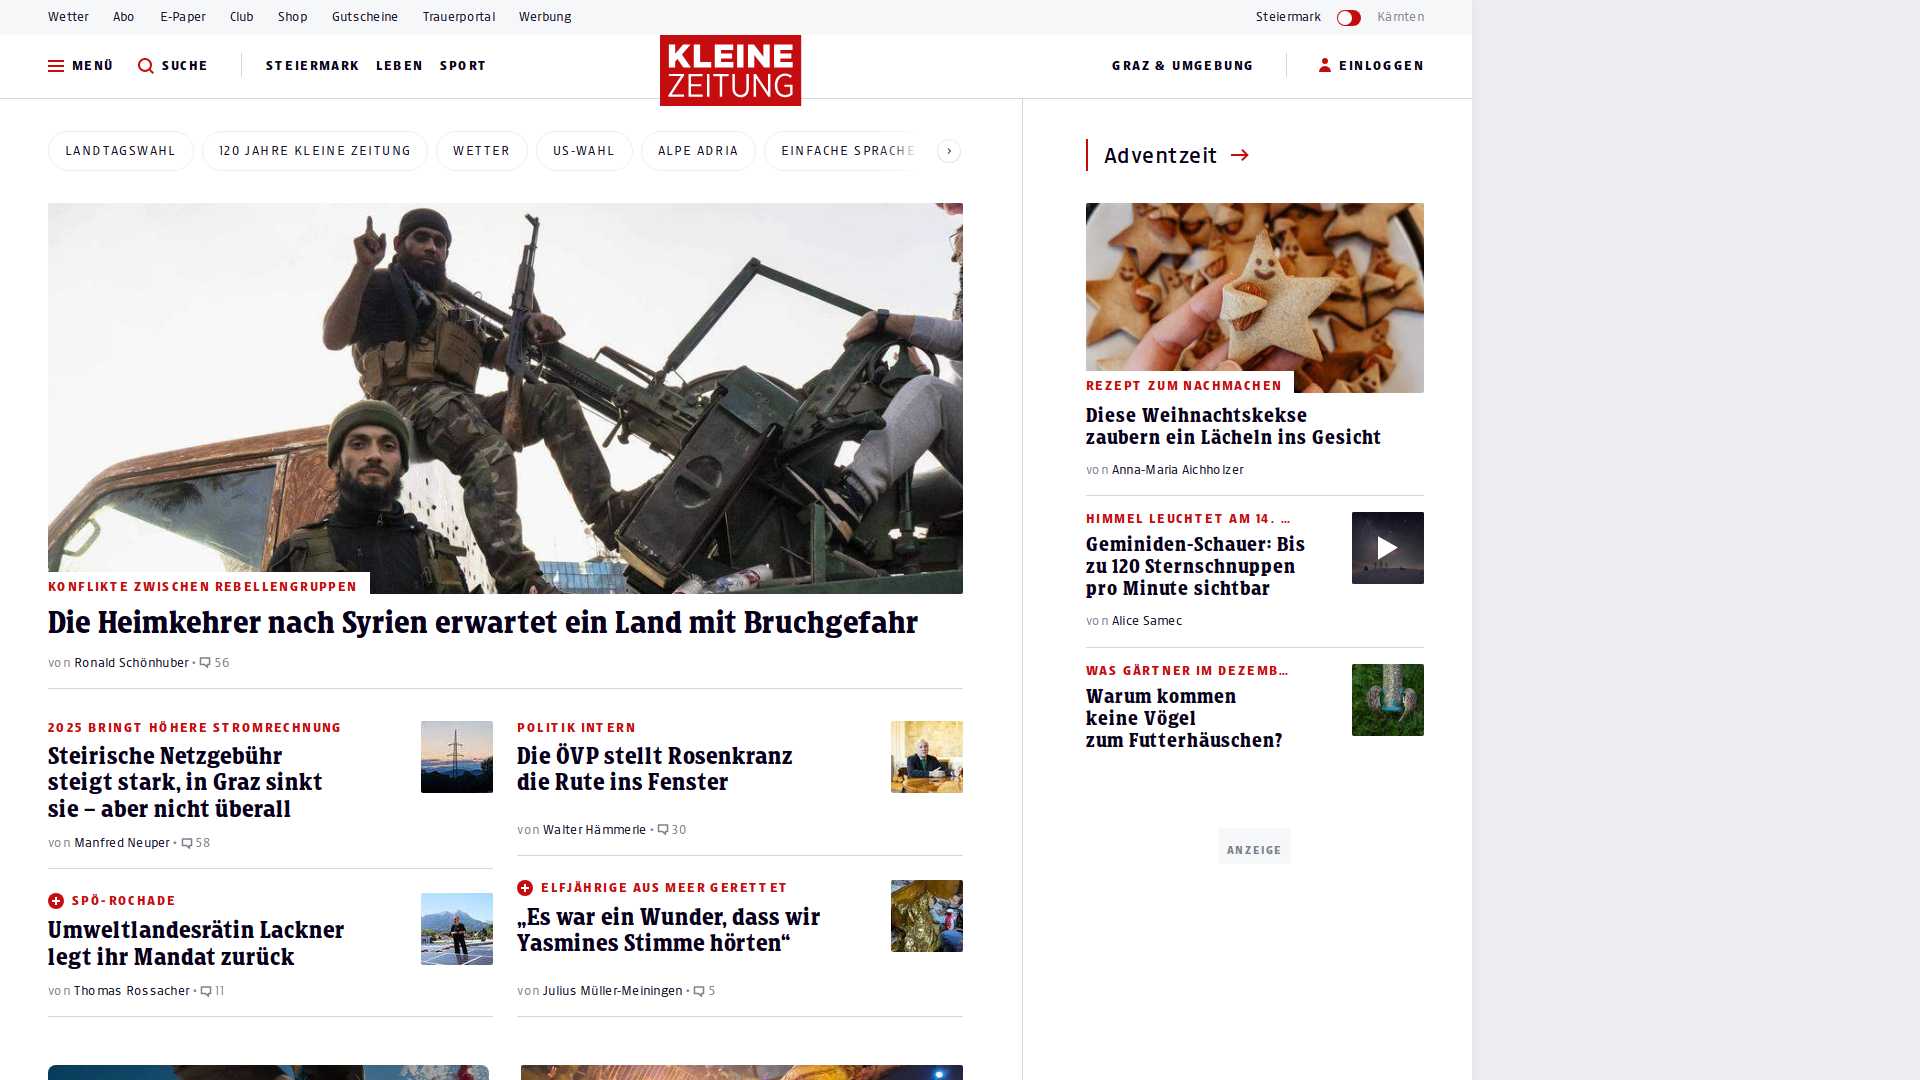 Wetter Abo E-Paper Club Shop Gutscheine Trauerportal Werbung Steiermark Kärnten
MENÜ SUCHE STEIERMARK LEBEN SPORT KLEINE ZEITUNG GRAZ & UMGEBUNG EINLOGGEN
LANDTAGSWAHL 120 JAHRE KLEINE ZEITUNG WETTER US-WAHL ALPE ADRIA EINFACHE SPRACHE
KONFLIKTE ZWISCHEN REBELLENGRUPPEN
Die Heimkehrer nach Syrien erwartet ein Land mit Bruchgefahr
von Ronald Schönhuber • 56
2025 BRINGT HÖHERE STROMRECHNUNG
Steirische Netzgebühr
steigt stark, in Graz sinkt
sie – aber nicht überall
von Manfred Neuper • 58
POLITIK INTERN
Die ÖVP stellt Rosenkranz
die Rute ins Fenster
von Walter Hämmerle • 30
SPÖ-ROCHADE
Umweltlandesrätin Lackner
legt ihr Mandat zurück
von Thomas Rossacher • 11
ELFJÄHRIGE AUS MEER GERETTET
„Es war ein Wunder, dass wir
Yasmines Stimme hörten“
von Julius Müller-Meiningen • 5
Adventzeit
REZEPT ZUM NACHMACHEN
Diese Weihnachtskekse
zaubern ein Lächeln ins Gesicht
von Anna-Maria Aichholzer
HIMMEL LEUCHTET AM 14. ...
Geminiden-Schauer: Bis
zu 120 Sternschnuppen
pro Minute sichtbar
von Alice Samec
WAS GÄRTNER IM DEZEMB...
Warum kommen
keine Vögel
zum Futterhäuschen?
ANZEIGE